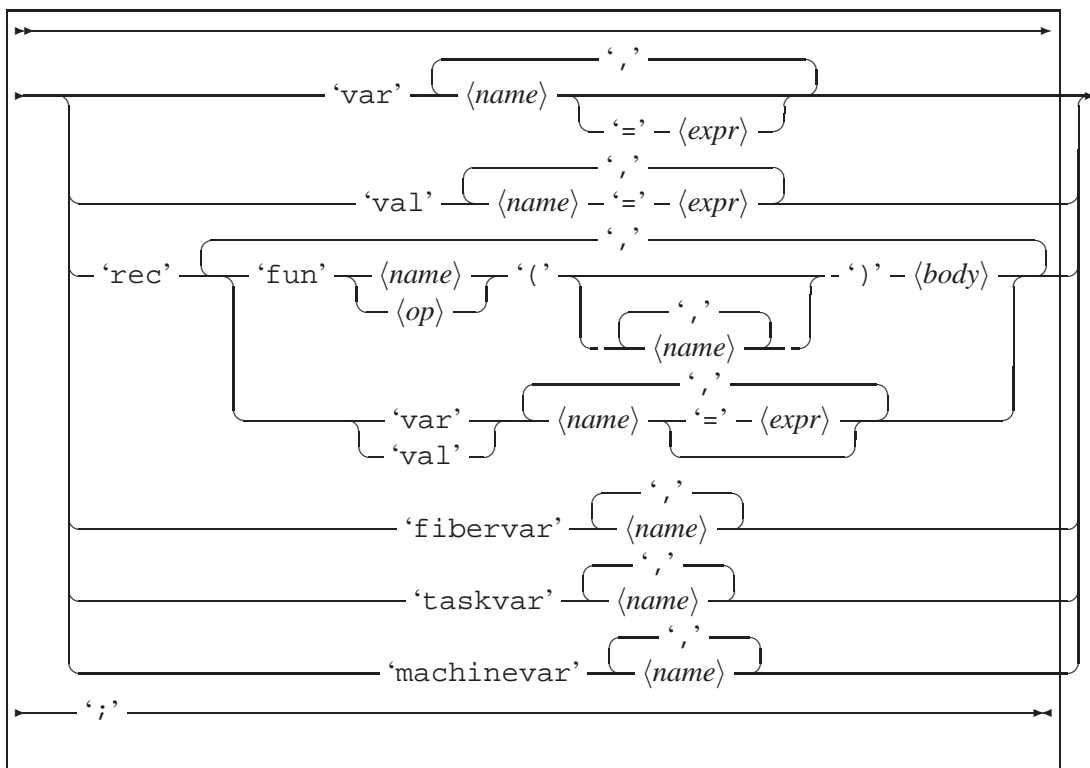 ‘,’
‘var’ ⟨name⟩
‘=’ ⟨expr⟩
‘,’
‘val’ ⟨name⟩ ‘=’ ⟨expr⟩
‘,’
‘rec’ ‘fun’ ⟨name⟩ ‘(’ ‘)’ ⟨body⟩
⟨op⟩
‘,’
⟨name⟩
‘,’
‘var’ ⟨name⟩ ‘=’ ⟨expr⟩
‘val’
‘,’
‘fibervar’ ⟨name⟩
‘,’
‘taskvar’ ⟨name⟩
‘,’
‘machinevar’ ⟨name⟩
‘;’